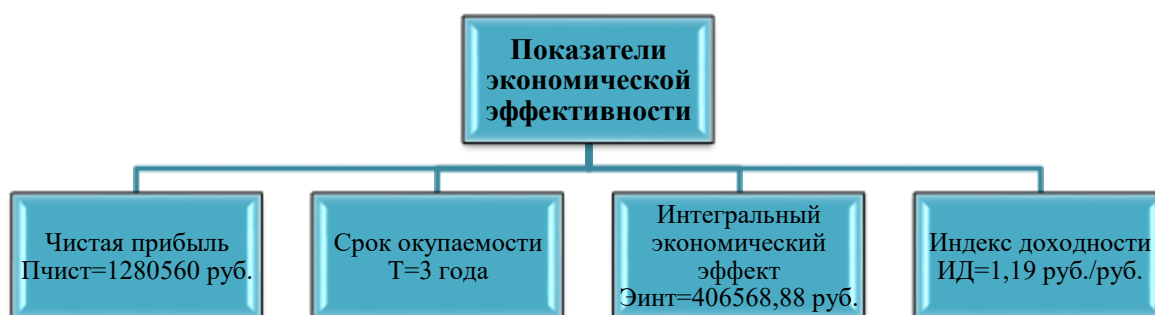 Показатели
экономической
эффективности
Чистая прибыль
Пчист=1280560 руб.
Срок окупаемости
Т=3 года
Интегральный
экономический
эффект
Эинт=406568,88 руб.
Индекс доходности
ИД=1,19 руб./руб.